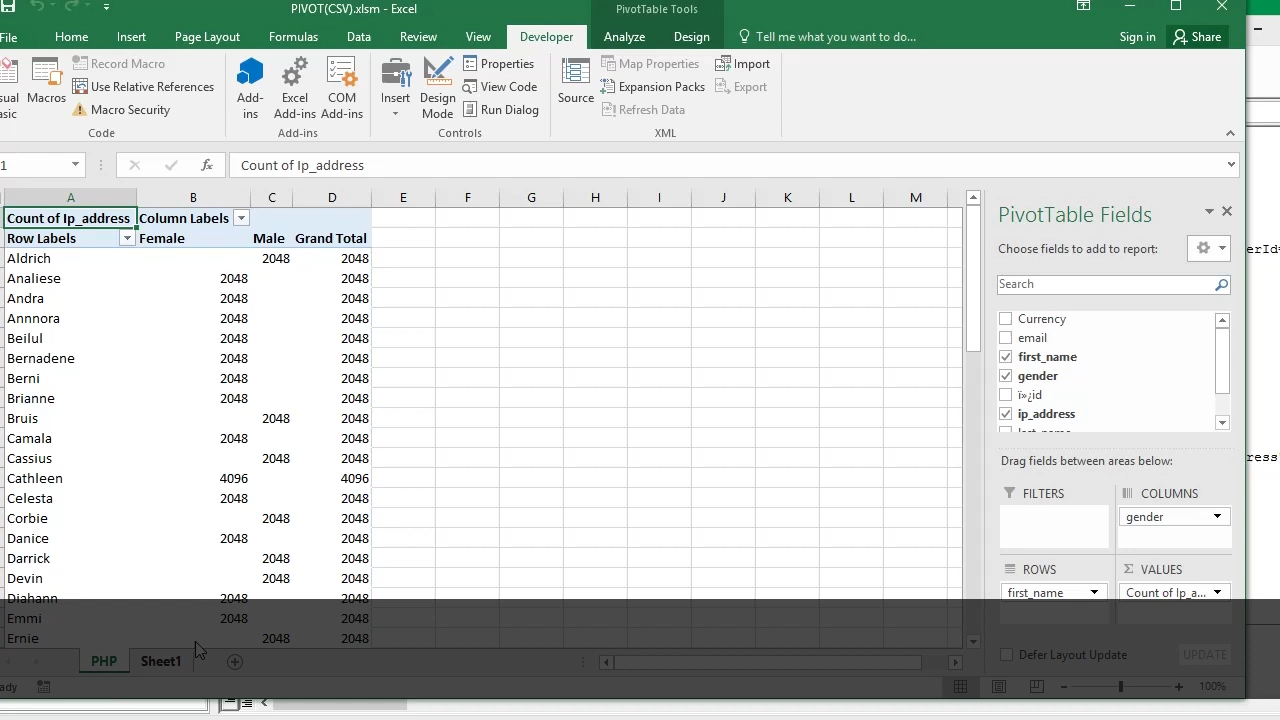 PIVOT(CSV).xlsm - Excel
PivotTable Tools
File Home Insert Page Layout Formulas Data Review View Developer Analyze Design Tell me what you want to do... Sign in Share
Macros
Record Macro
Use Relative References
Macro Security
Code
Add-ins
Excel Add-ins
COM Add-ins
Add-ins
Insert
Design Mode
Properties
View Code
Run Dialog
Controls
Source
Map Properties
Expansion Packs
Refresh Data
Import
Export
XML
1
fx
Count of Ip_address
A B C D E F G H I J K L M
Count of Ip_address Column Labels
Row Labels Female Male Grand Total
Aldrich 2048 2048
Analiese 2048 2048
Andra 2048 2048
Annnora 2048 2048
Beilul 2048 2048
Bernadene 2048 2048
Berni 2048 2048
Brianne 2048 2048
Bruis 2048 2048
Camala 2048 2048
Cassius 2048 2048
Cathleen 4096 4096
Celesta 2048 2048
Corbie 2048 2048
Danice 2048 2048
Darrick 2048 2048
Devin 2048 2048
Diahann 2048 2048
Emmi 2048 2048
Ernie 2048 2048
PHP Sheet1
100%
PivotTable Fields
Choose fields to add to report:
Search
Currency
email
first_name
gender
ï»¿id
ip_address
Drag fields between areas below:
FILTERS
COLUMNS
gender
ROWS
first_name
Σ VALUES
Count of Ip_a...
Defer Layout Update
UPDATE